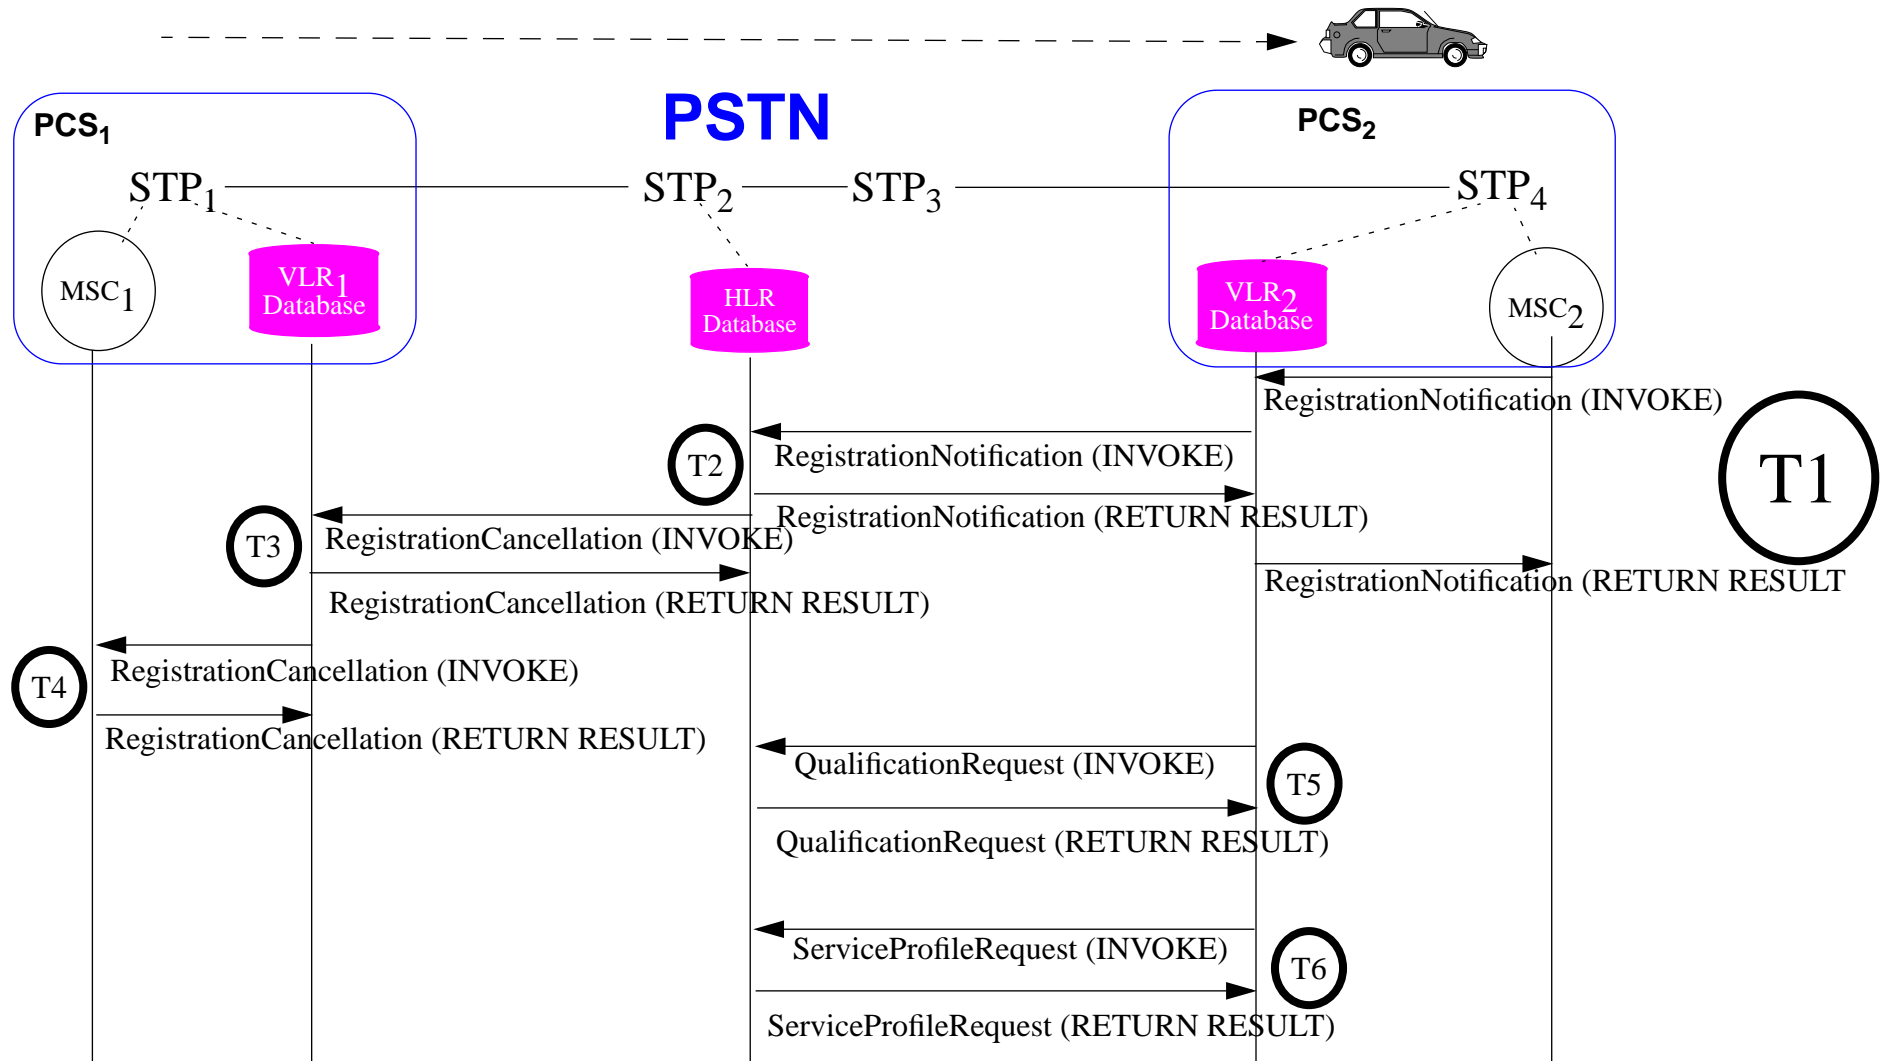 PSTN
PCS1
PCS2
STP1
STP2
STP3
STP4
MSC1
VLR1
Database
HLR
Database
VLR2
Database
MSC2
RegistrationNotification (INVOKE)
T1
RegistrationNotification (INVOKE)
T2
RegistrationNotification (RETURN RESULT)
RegistrationCancellation (INVOKE)
T3
RegistrationNotification (RETURN RESULT
RegistrationCancellation (RETURN RESULT)
RegistrationCancellation (INVOKE)
T4
RegistrationCancellation (RETURN RESULT)
QualificationRequest (INVOKE)
T5
QualificationRequest (RETURN RESULT)
ServiceProfileRequest (INVOKE)
T6
ServiceProfileRequest (RETURN RESULT)